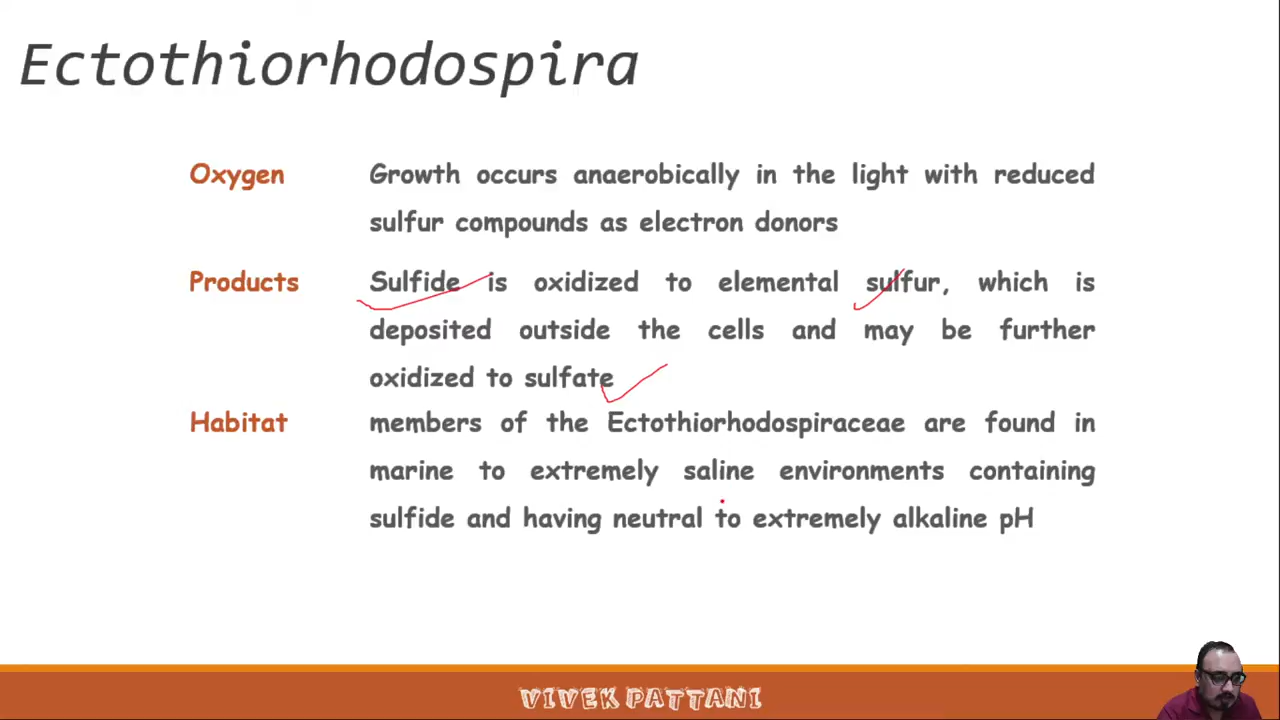 Ectothiorhodospira
Oxygen Growth occurs anaerobically in the light with reduced
sulfur compounds as electron donors
Products Sulfide is oxidized to elemental sulfur, which is
deposited outside the cells and may be further
oxidized to sulfate
Habitat members of the Ectothiorhodospiraceae are found in
marine to extremely saline environments containing
sulfide and having neutral to extremely alkaline pH
VIVEK PATTANI